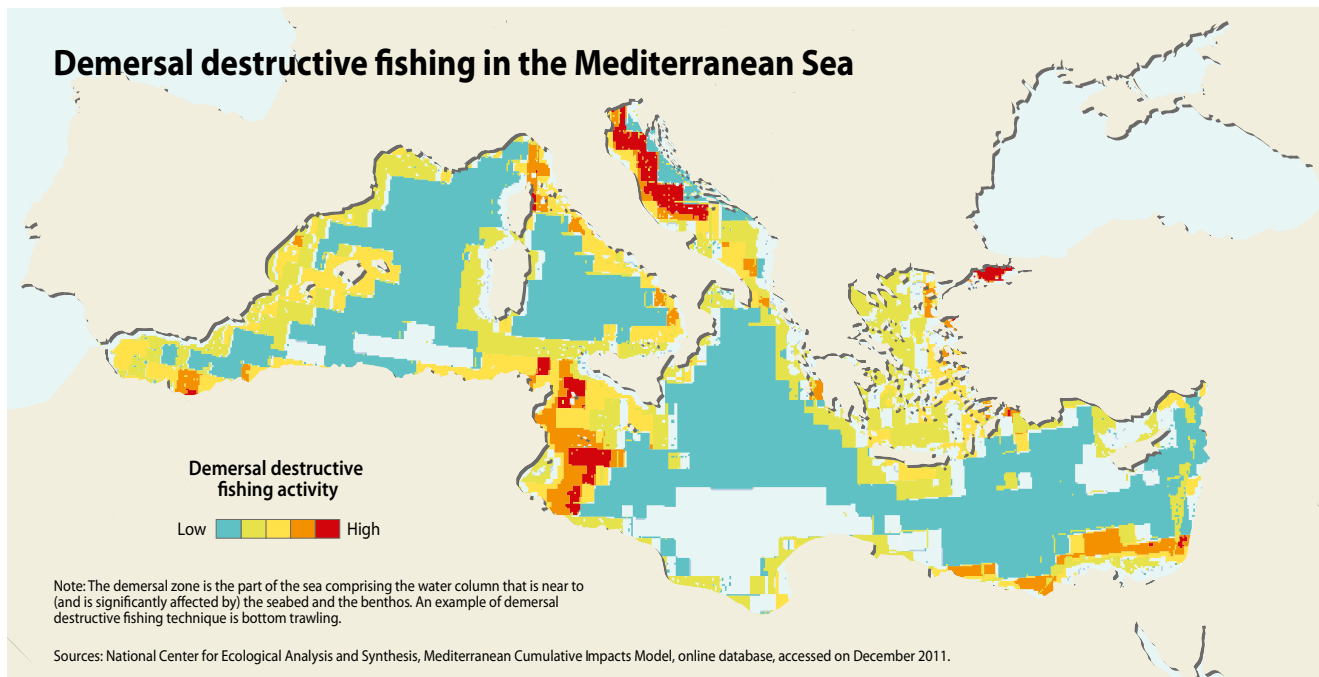 Demersal destructive fishing in the Mediterranean Sea
Demersal destructive
fishing activity
Low High
Note: The demersal zone is the part of the sea comprising the water column that is near to
(and is significantly affected by) the seabed and the benthos. An example of demersal
destructive fishing technique is bottom trawling.
Sources: National Center for Ecological Analysis and Synthesis, Mediterranean Cumulative Impacts Model, online database, accessed on December 2011.